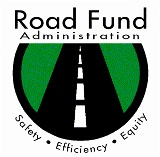 Road Fund
Administration
Safety • Efficiency • Equity